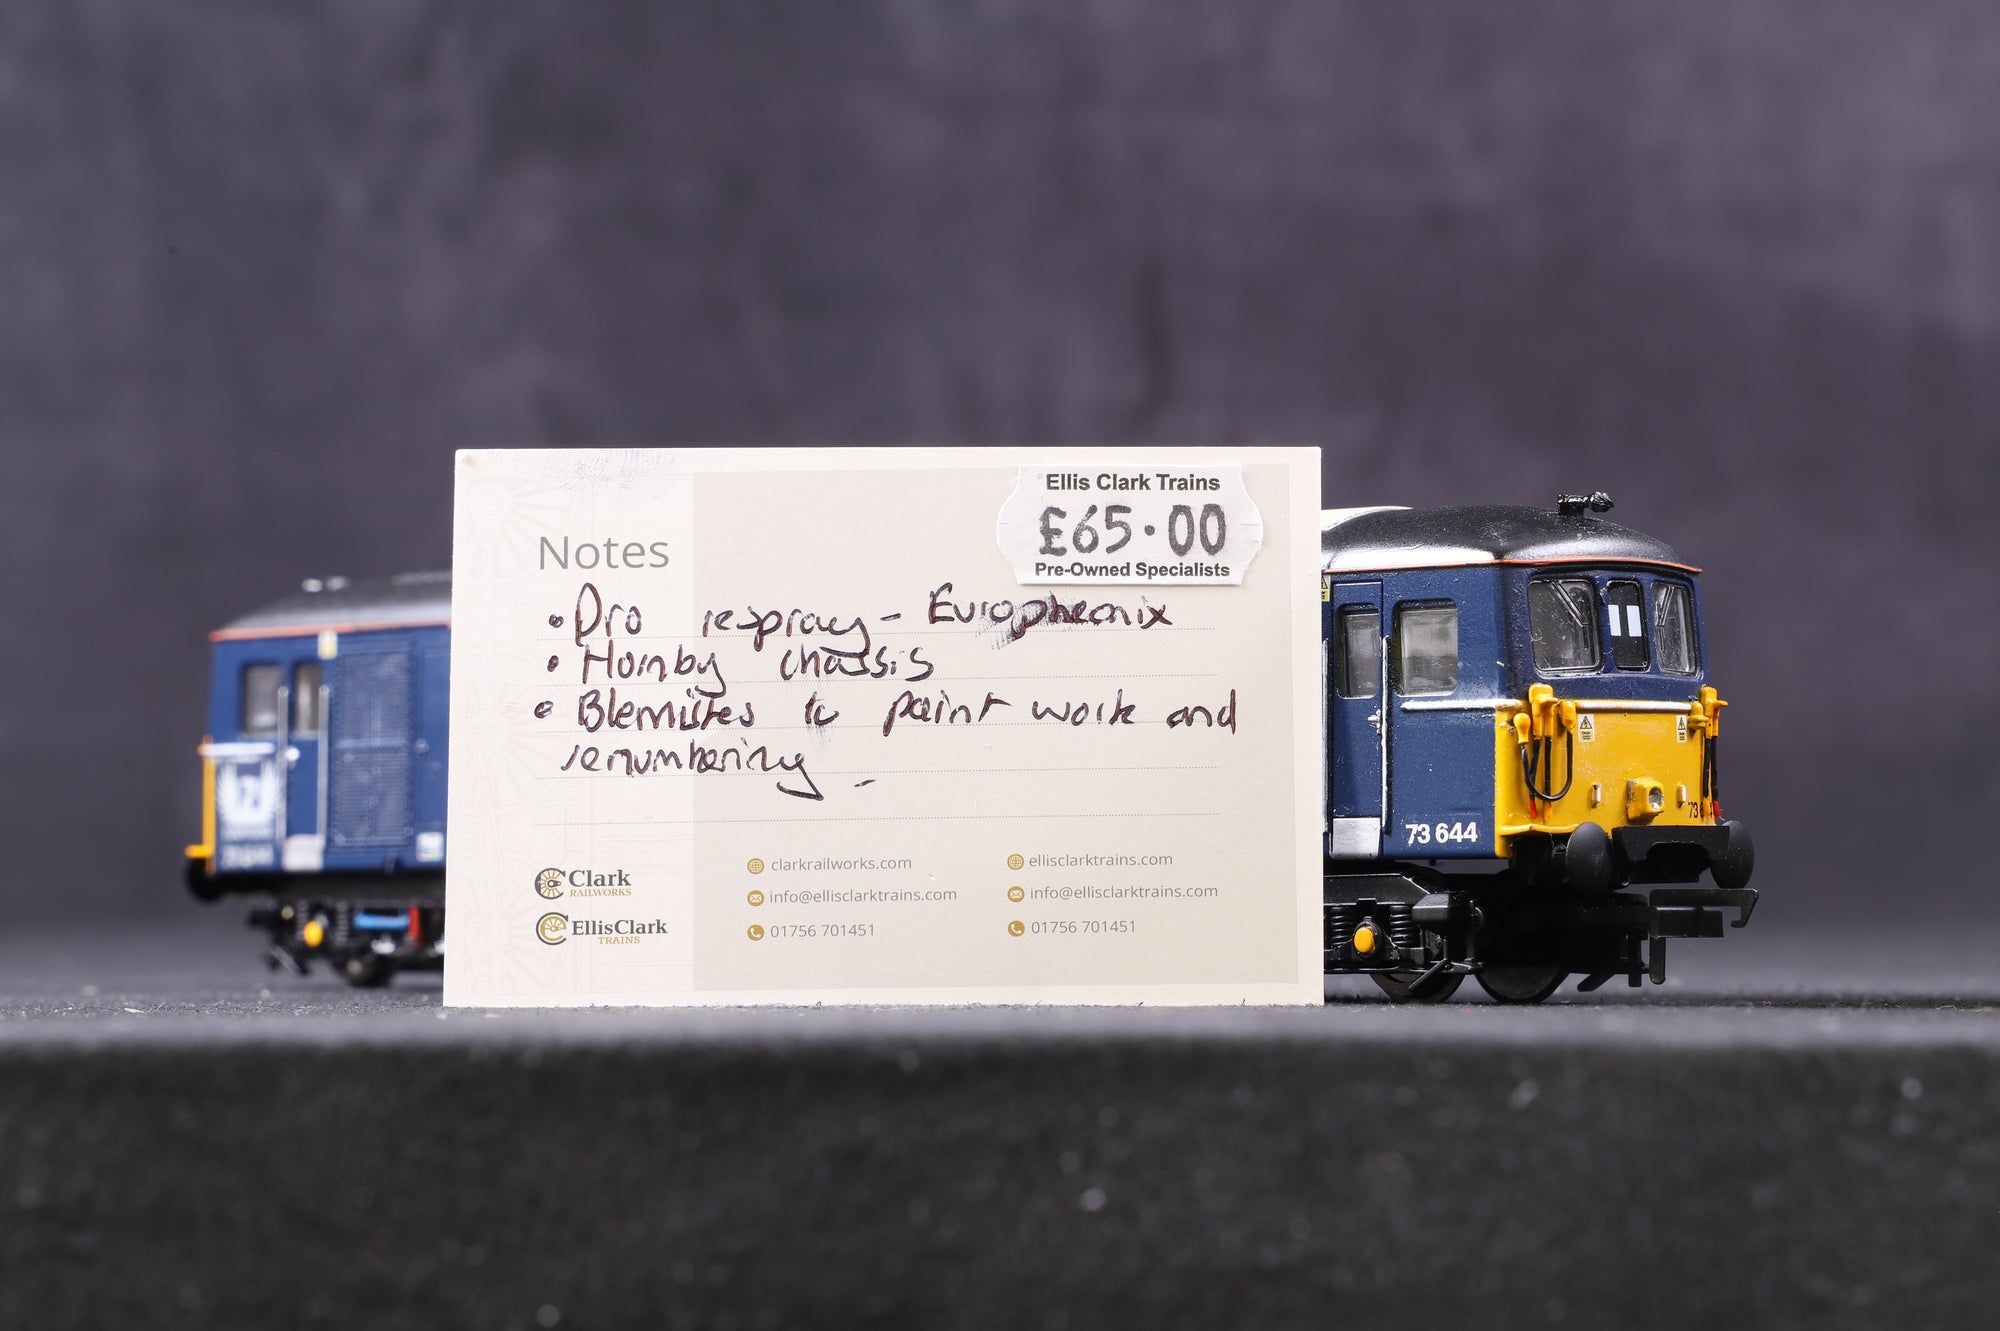 Ellis Clark Trains
£65.00
Pre-Owned Specialists
Notes
• Pro respray - Europheonix
• Hornby chassis
• Blemishes to paint work and
renumbering.
Clark
RAILWORKS
EllisClark
TRAINS
clarkrailworks.com
info@ellisclarktrains.com
01756 701451
ellisclarktrains.com
info@ellisclarktrains.com
01756 701451
73 644